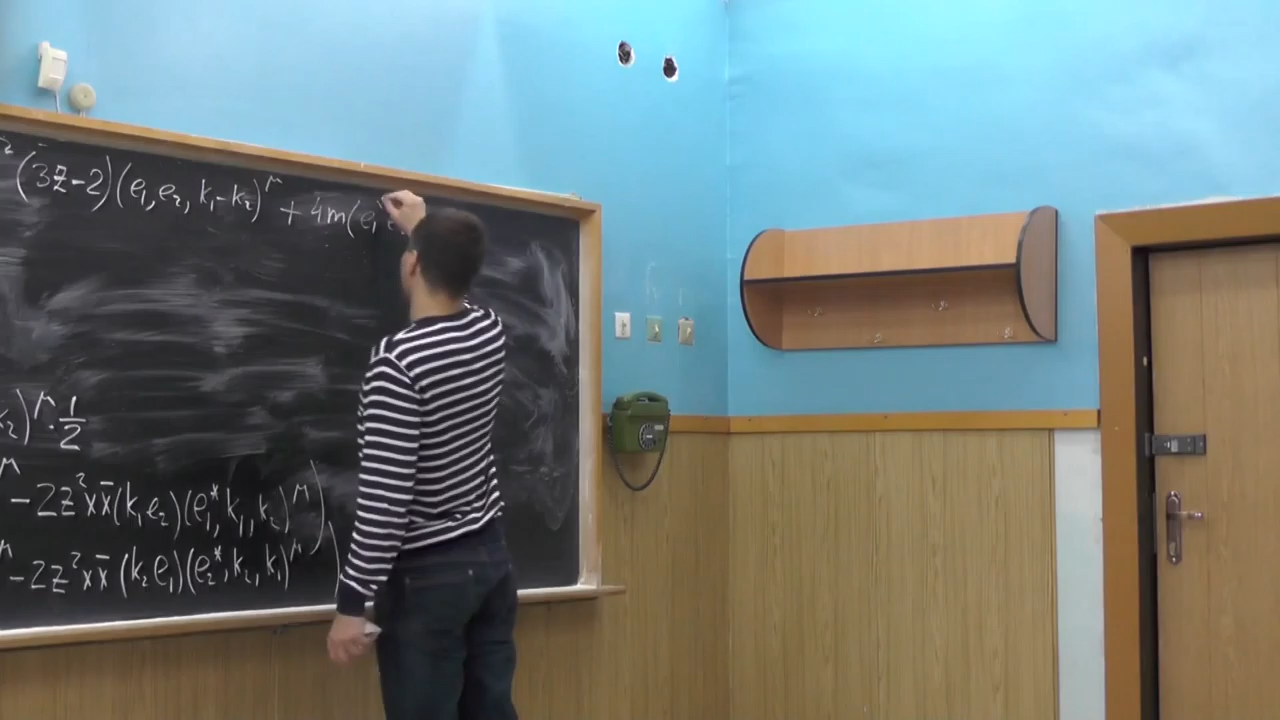 (3z-2)(e₁,e₂, k₁-k₂)^μ + 4m(e₁
k₂)^μ · 1/2
^μ - 2z²xx̄(k₁e₂)(e₁*, k₁, k₂)^μ)
^μ - 2z²xx̄(k₂e₁)(e₂*, k₂, k₁)^μ)